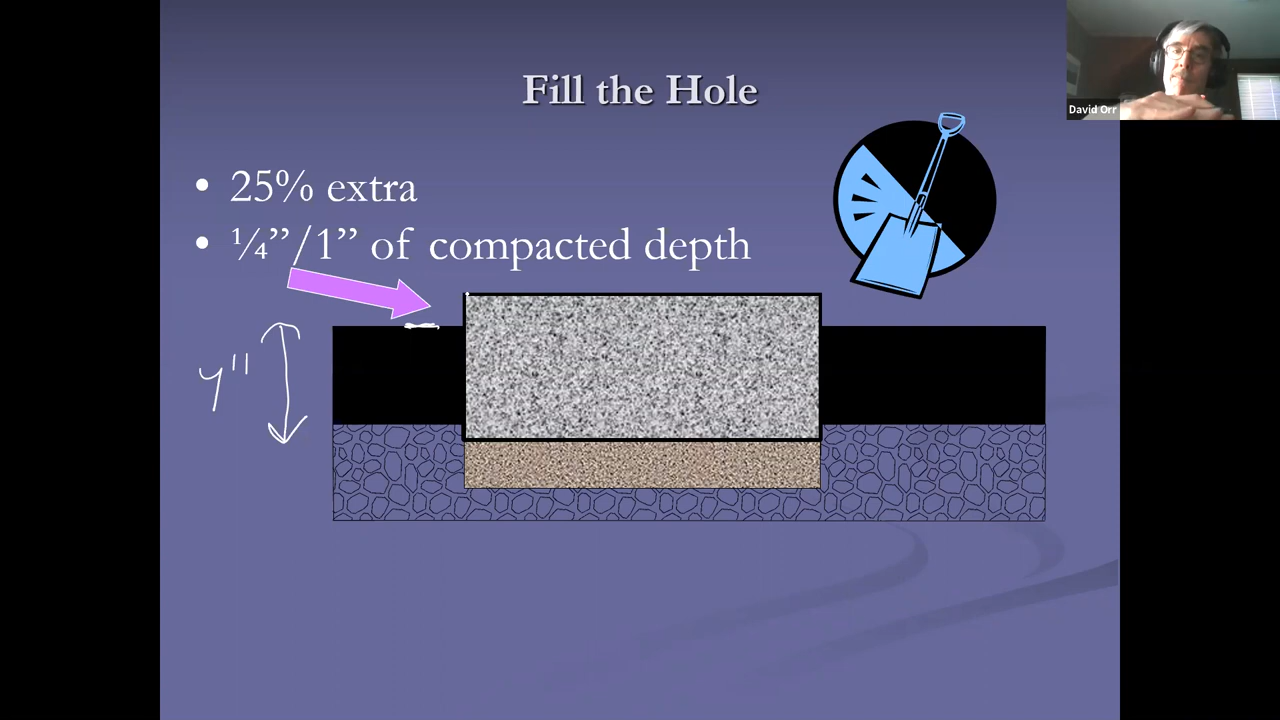 Fill the Hole
David Orr
• 25% extra
• ¼”/1” of compacted depth
4"